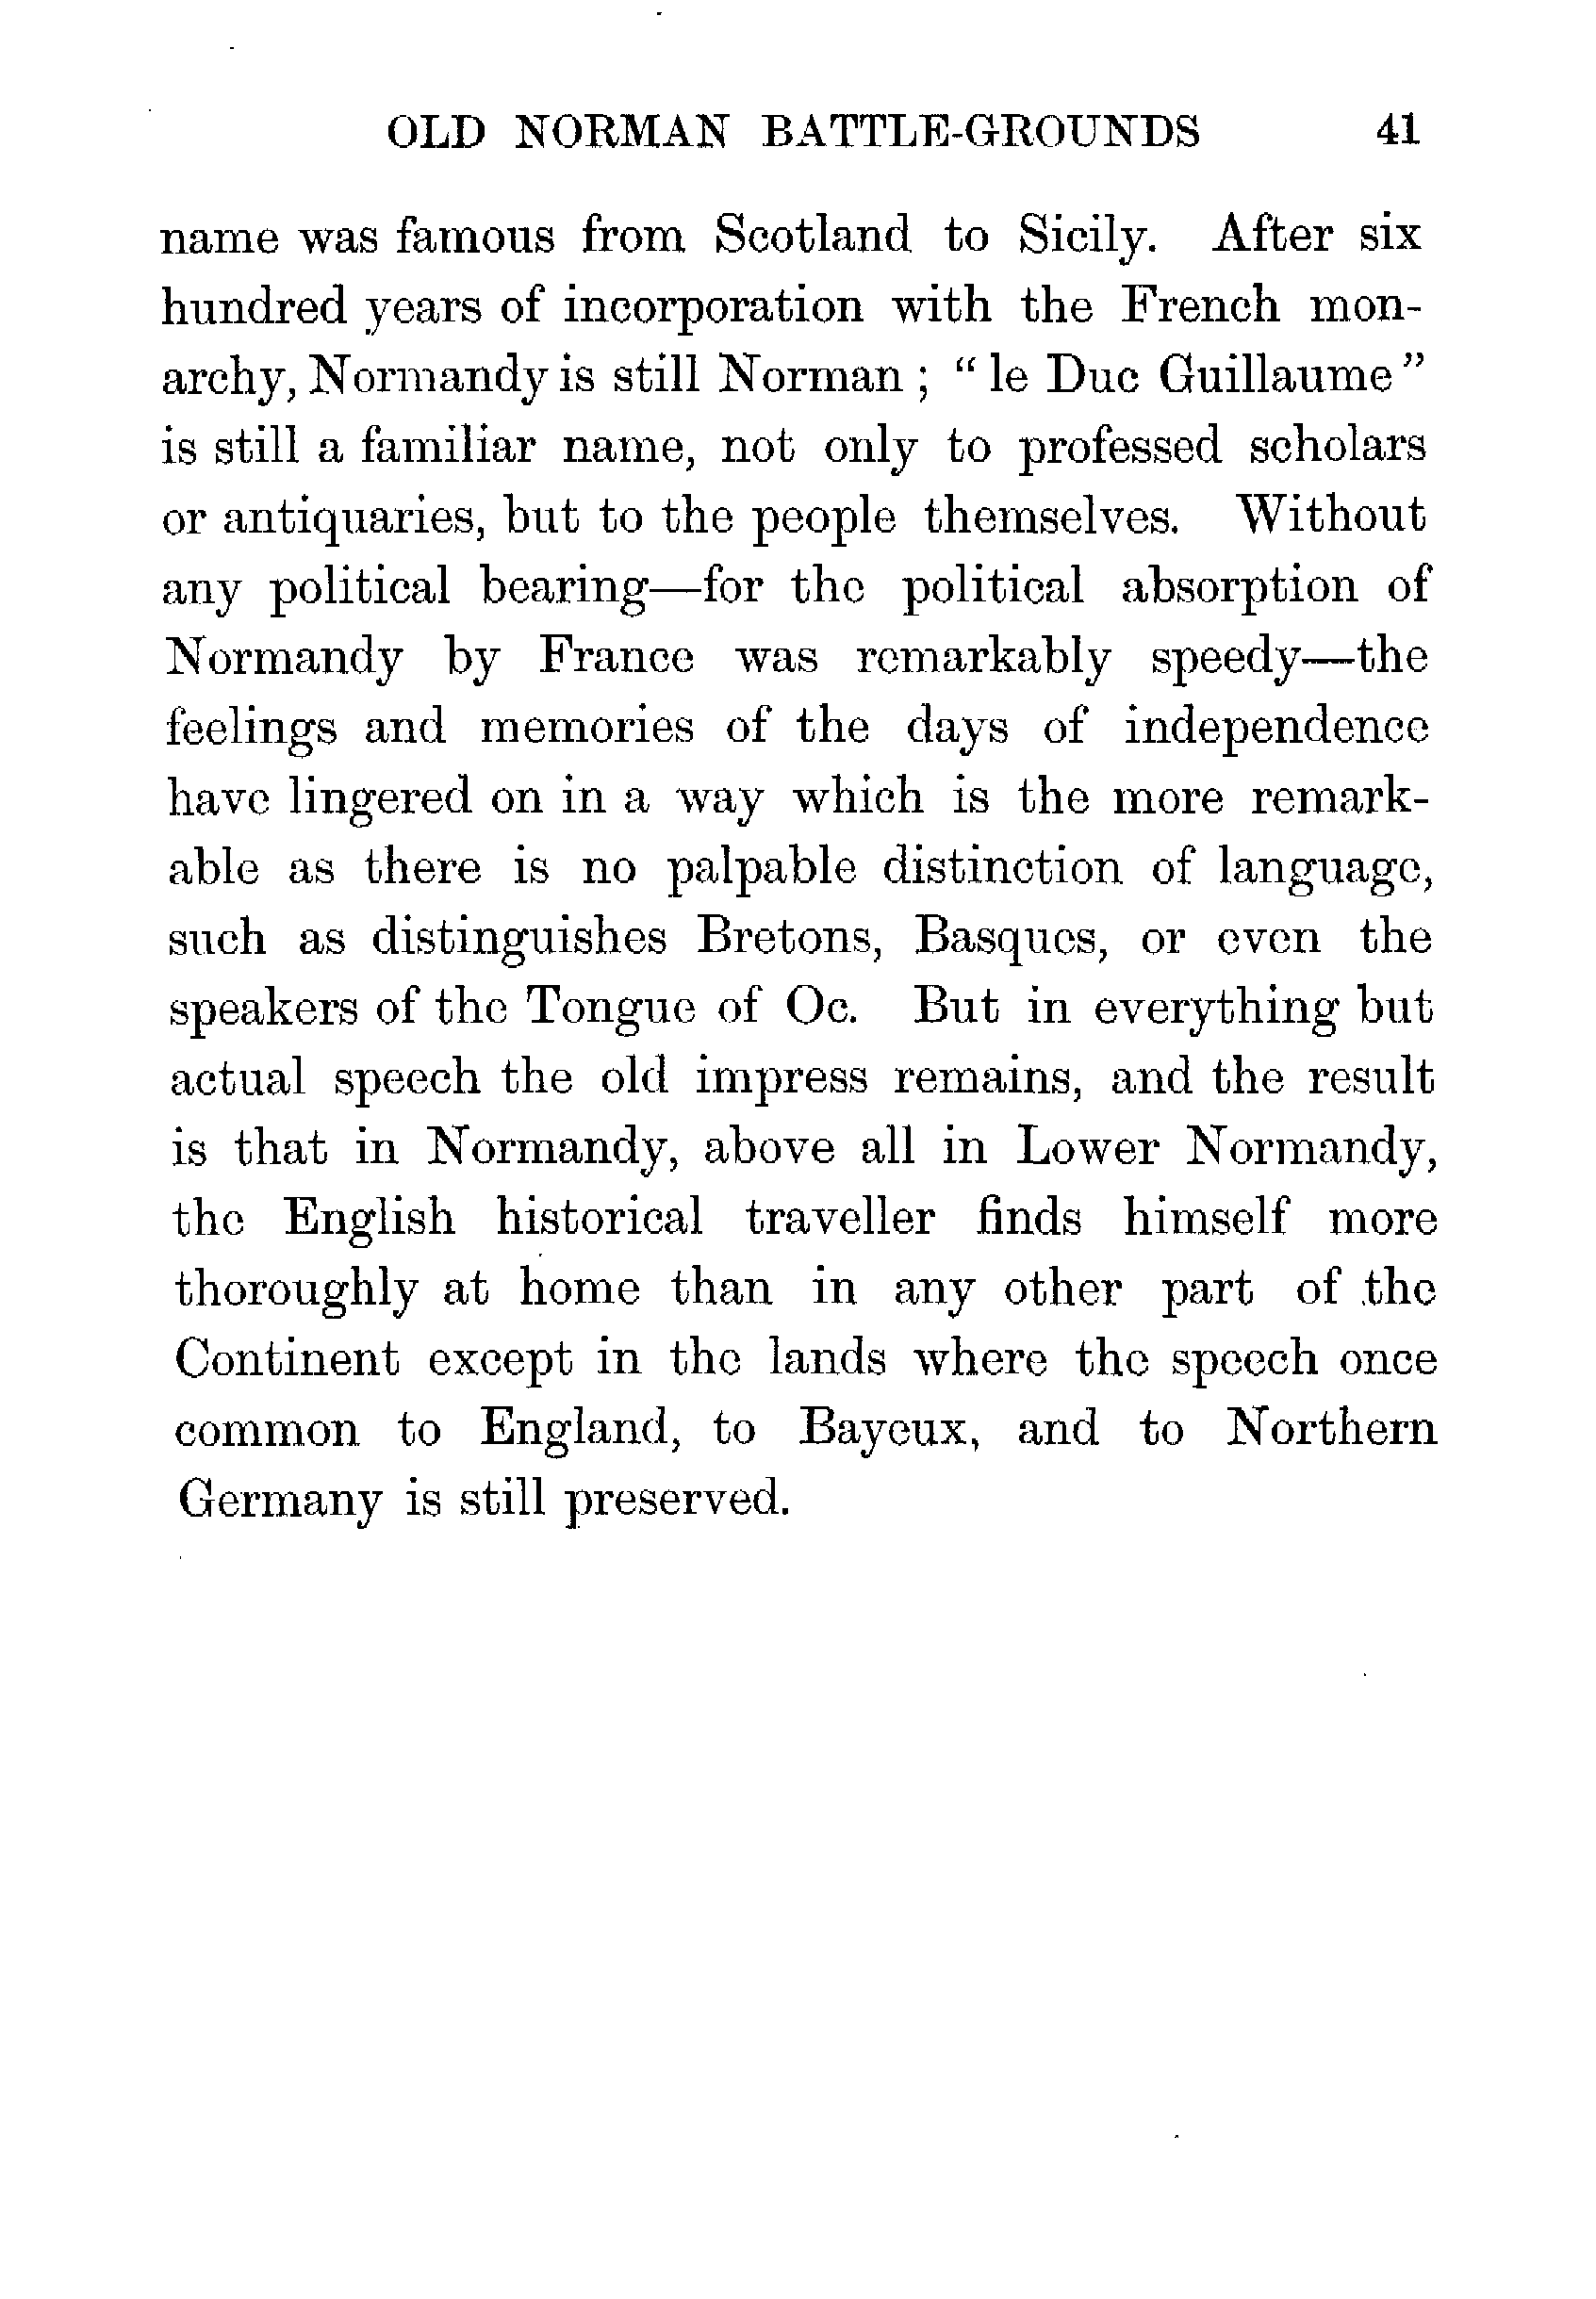 OLD NORMAN BATTLE-GROUNDS 41
name was famous from Scotland to Sicily. After six
hundred years of incorporation with the French mon-
archy, Normandy is still Norman ; “ le Duc Guillaume ”
is still a familiar name, not only to professed scholars
or antiquaries, but to the people themselves. Without
any political bearing—for the political absorption of
Normandy by France was remarkably speedy—the
feelings and memories of the days of independence
have lingered on in a way which is the more remark-
able as there is no palpable distinction of language,
such as distinguishes Bretons, Basques, or even the
speakers of the Tongue of Oc. But in everything but
actual speech the old impress remains, and the result
is that in Normandy, above all in Lower Normandy,
the English historical traveller finds himself more
thoroughly at home than in any other part of the
Continent except in the lands where the speech once
common to England, to Bayeux, and to Northern
Germany is still preserved.